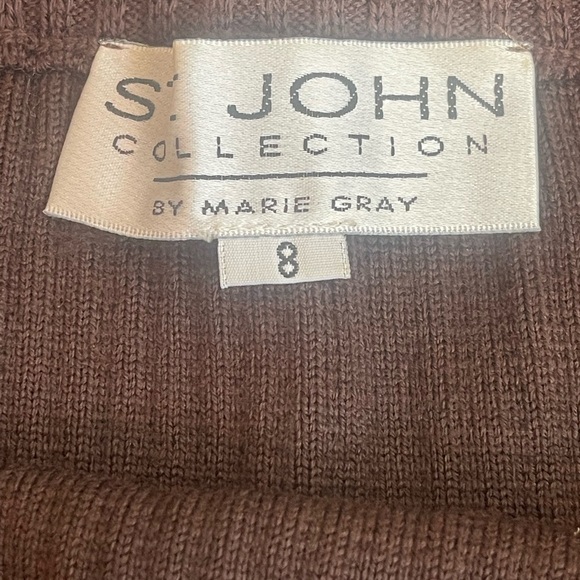 ST JOHN
COLLECTION
BY MARIE GRAY
8